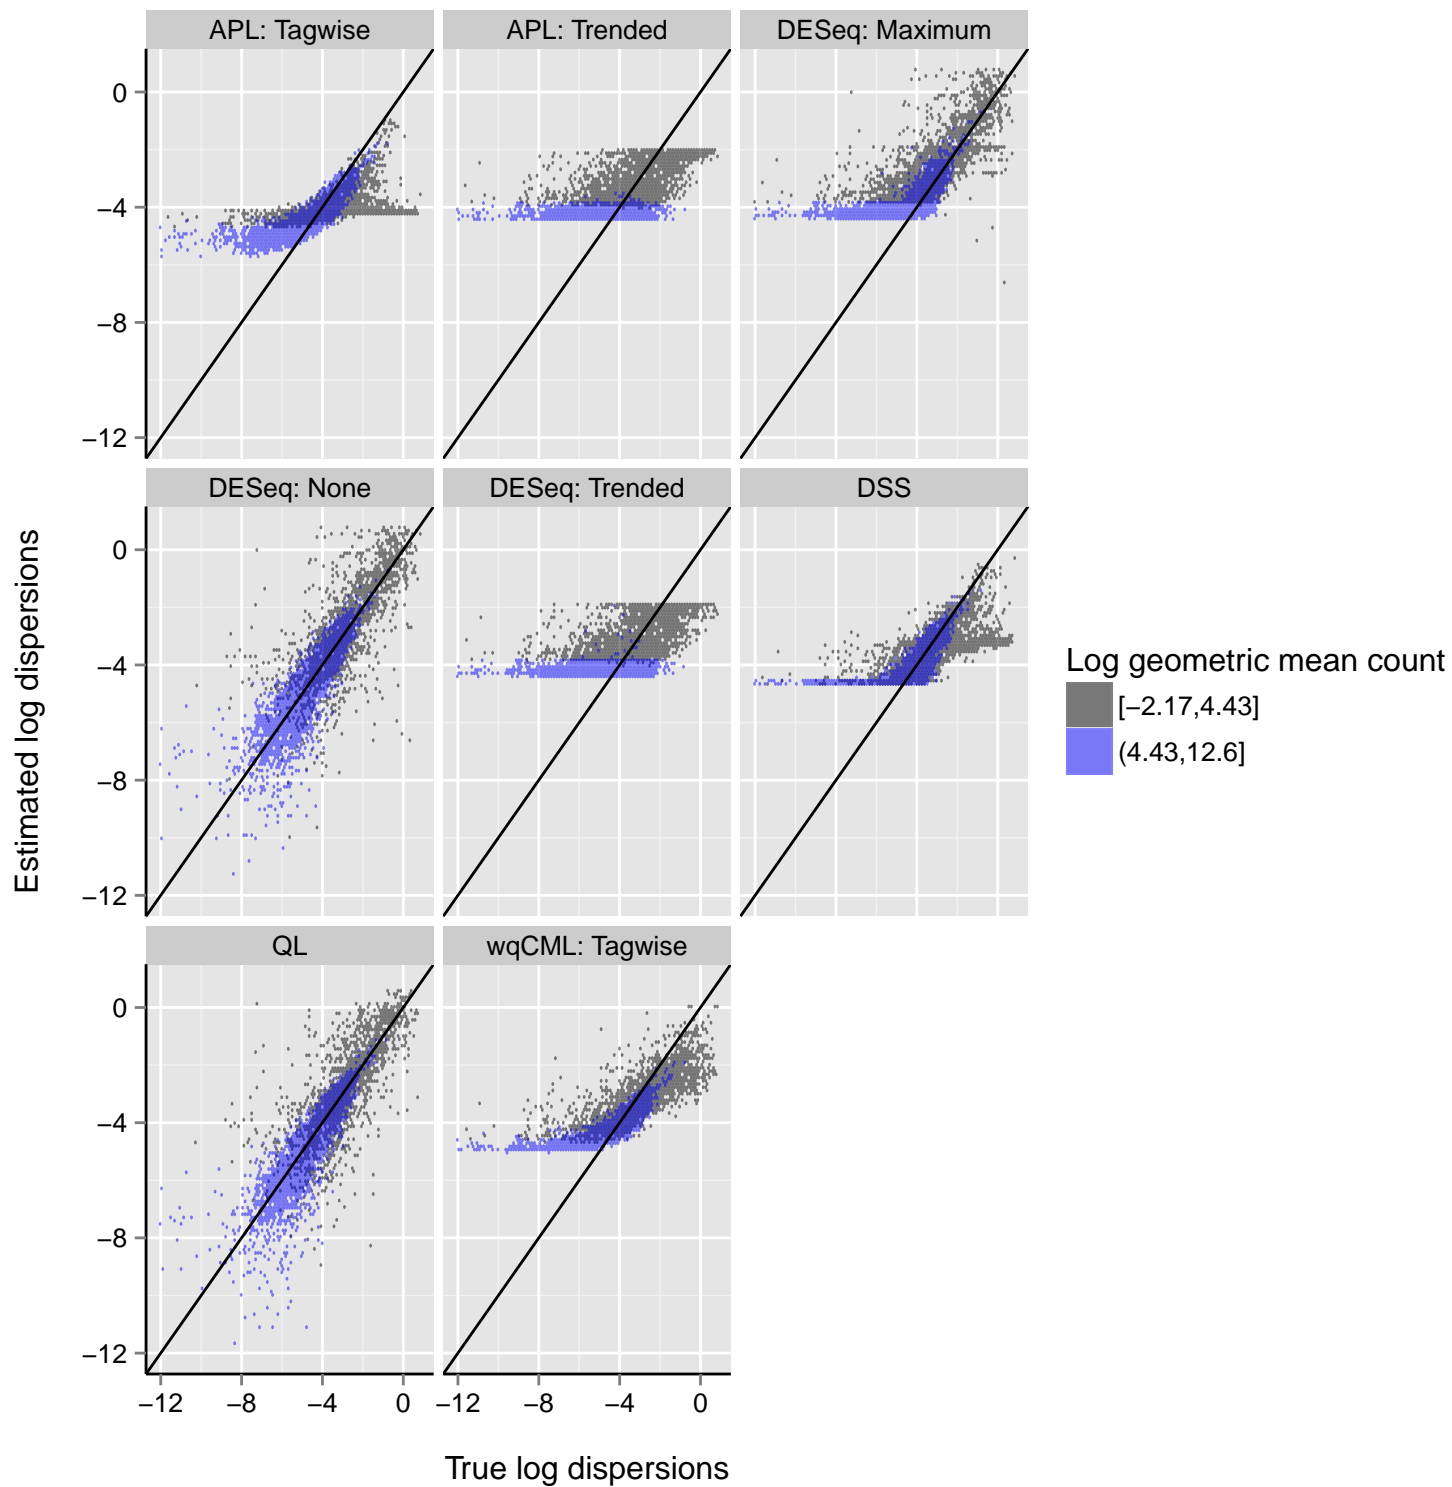 APL: Tagwise APL: Trended DESeq: Maximum
0
−4
−8
−12
DESeq: None DESeq: Trended DSS
0
−4
−8
−12
QL wqCML: Tagwise
0
−4
−8
−12
−12 −8 −4 0 −12 −8 −4 0
True log dispersions
Estimated log dispersions
Log geometric mean count
[−2.17,4.43]
(4.43,12.6]